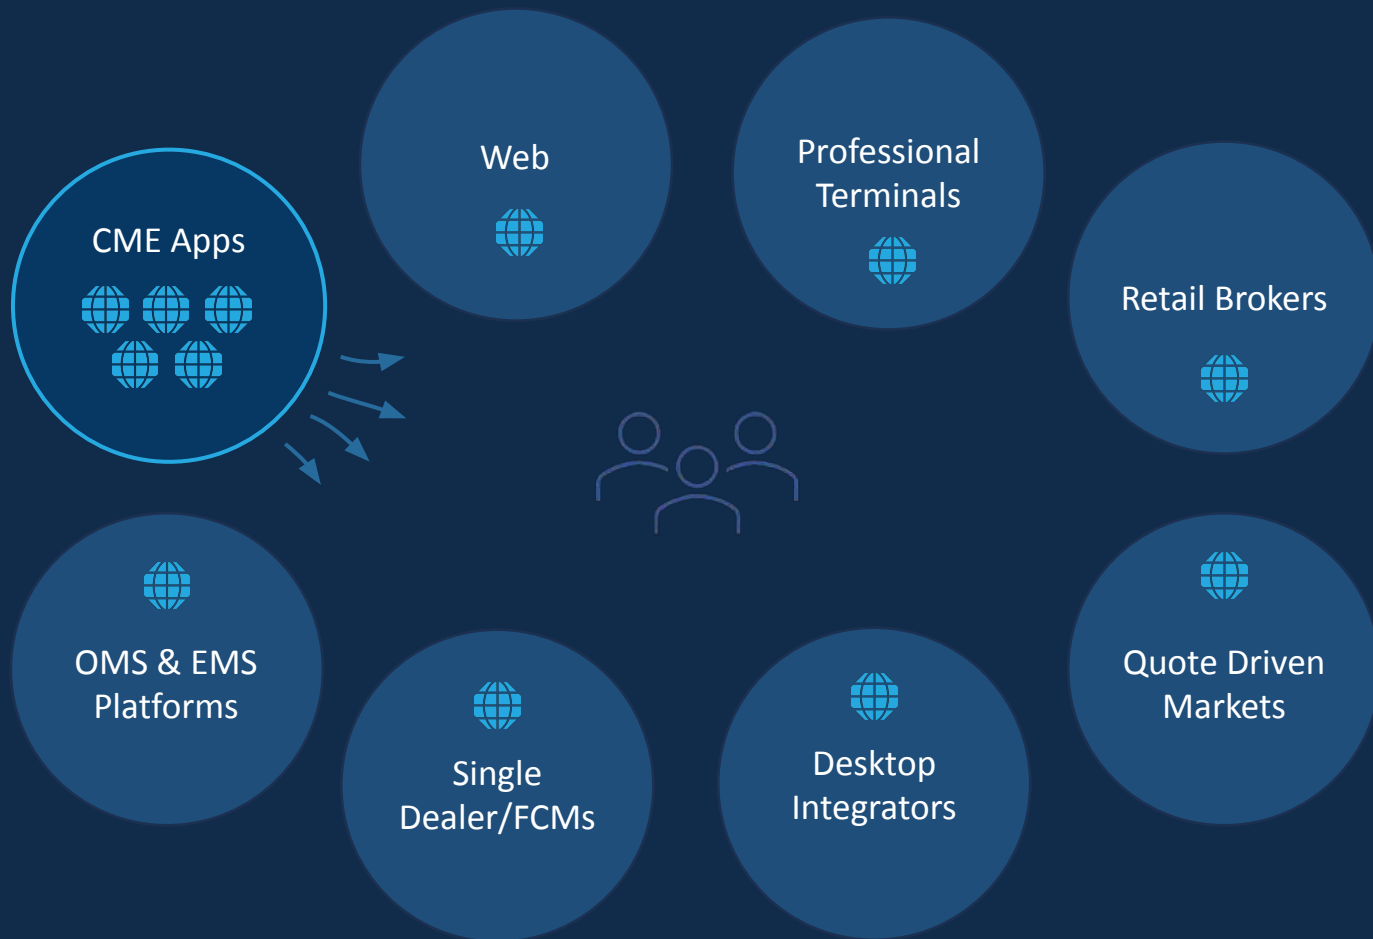 CME Apps
Web
Professional
Terminals
Retail Brokers
OMS & EMS
Platforms
Single
Dealer/FCMs
Desktop
Integrators
Quote Driven
Markets